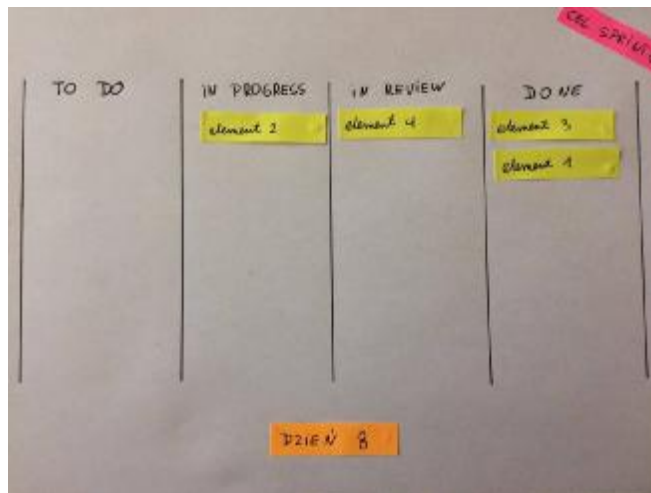 CEL SPRINTU
TO DO
IN PROGRESS
IN REVIEW
DONE
element 2
element 4
element 3
element 1
DZIEŃ 8